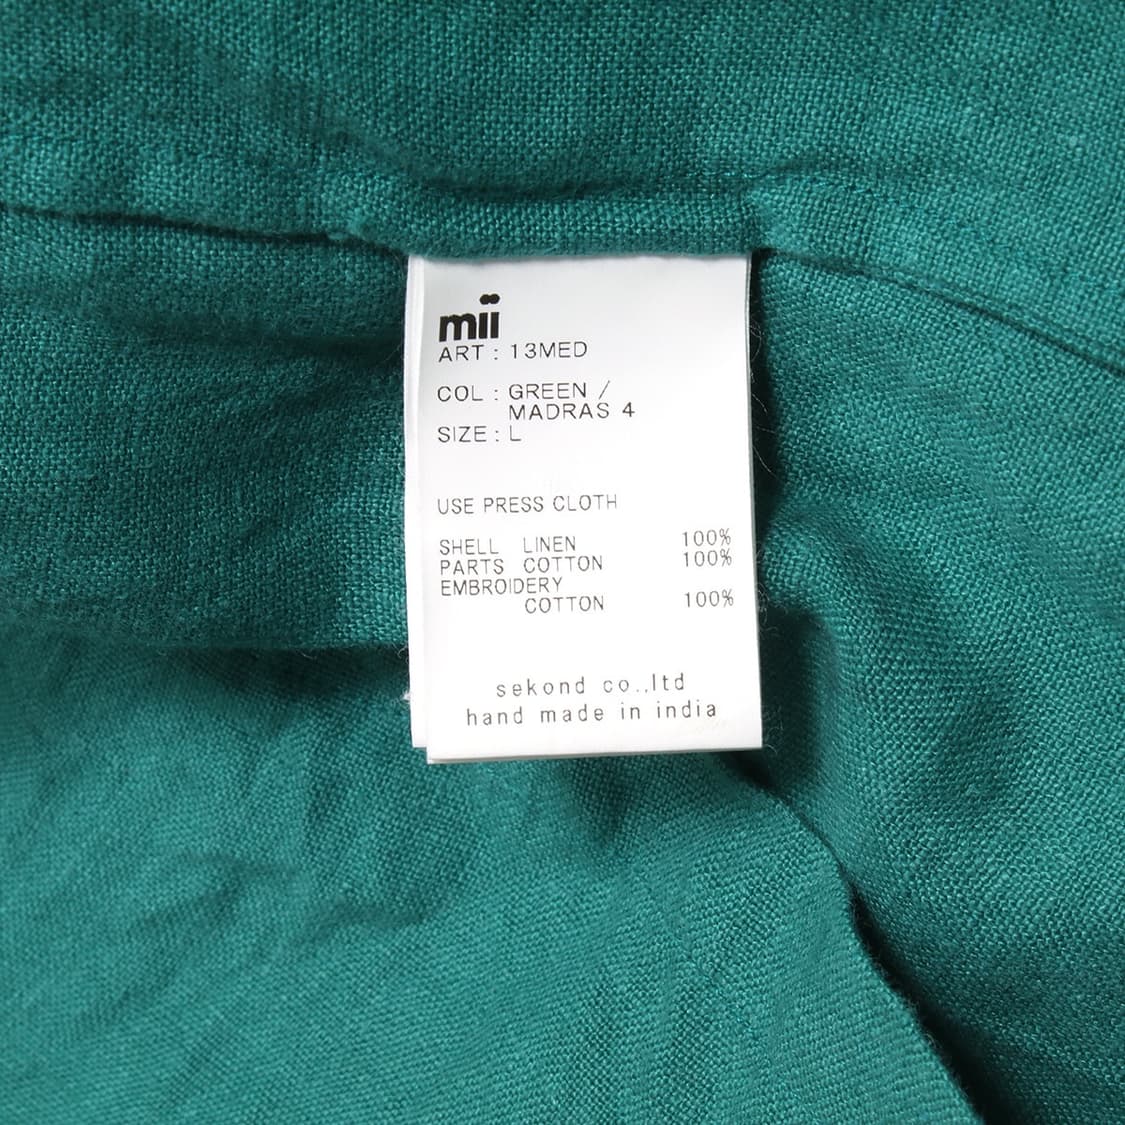 mii
ART : 13MED
COL : GREEN /
MADRAS 4
SIZE : L
USE PRESS CLOTH
SHELL LINEN 100%
PARTS COTTON 100%
EMBROIDERY
COTTON 100%
sekond co.,ltd
hand made in india